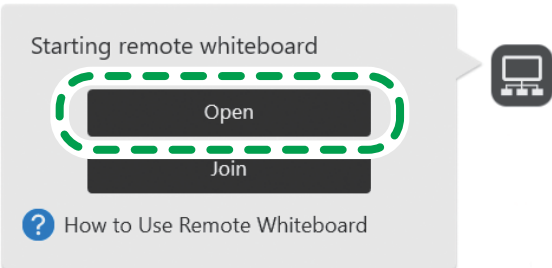 Starting remote whiteboard
Open
Join
? How to Use Remote Whiteboard